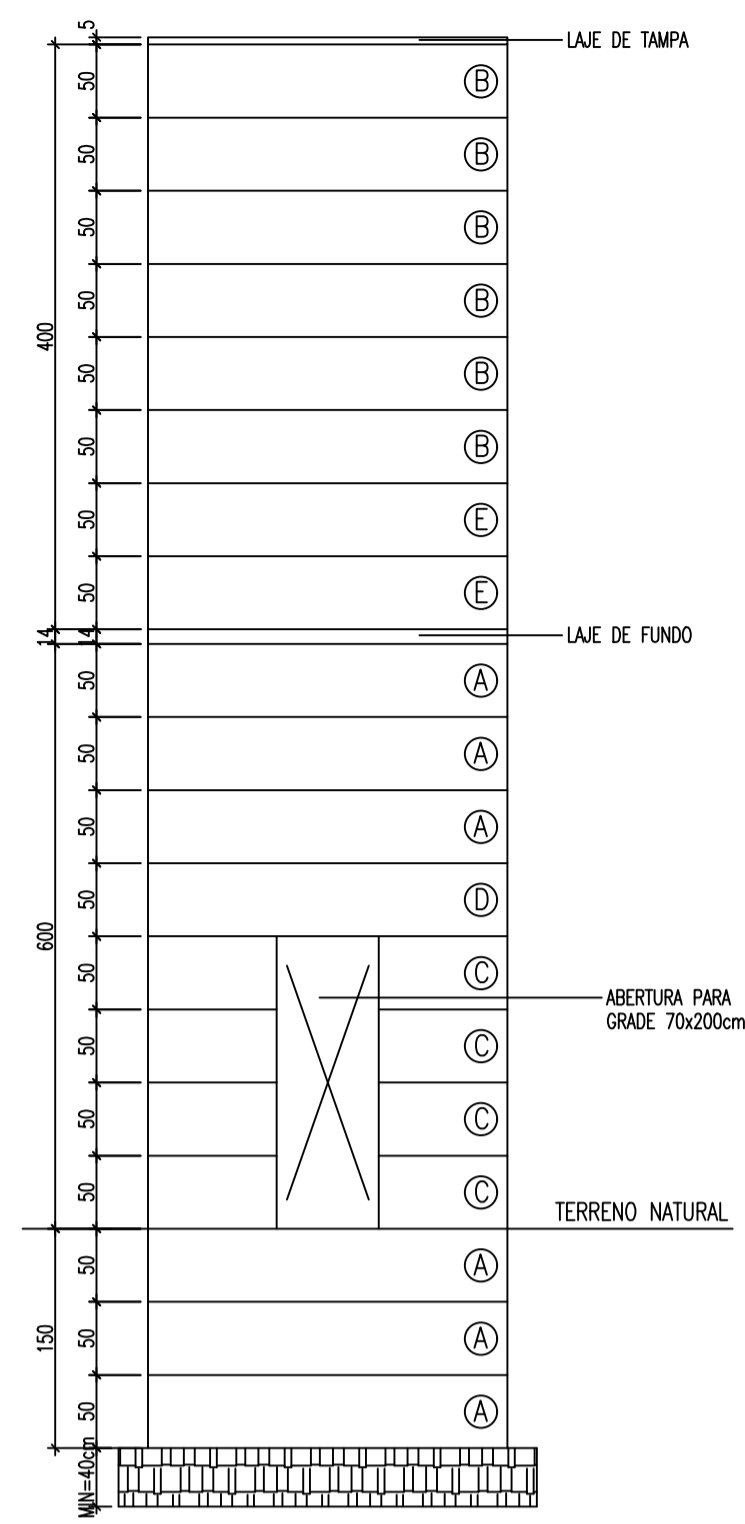 5
LAJE DE TAMPA
50 B
50 B
50 B
50 B
400
50 B
50 B
50 E
50 E
14 14 LAJE DE FUNDO
50 A
50 A
50 A
50 D
600
50 C
ABERTURA PARA
GRADE 70x200cm
50 C
50 C
50 C
TERRENO NATURAL
50 A
150 50 A
50 A
MIN=40cm